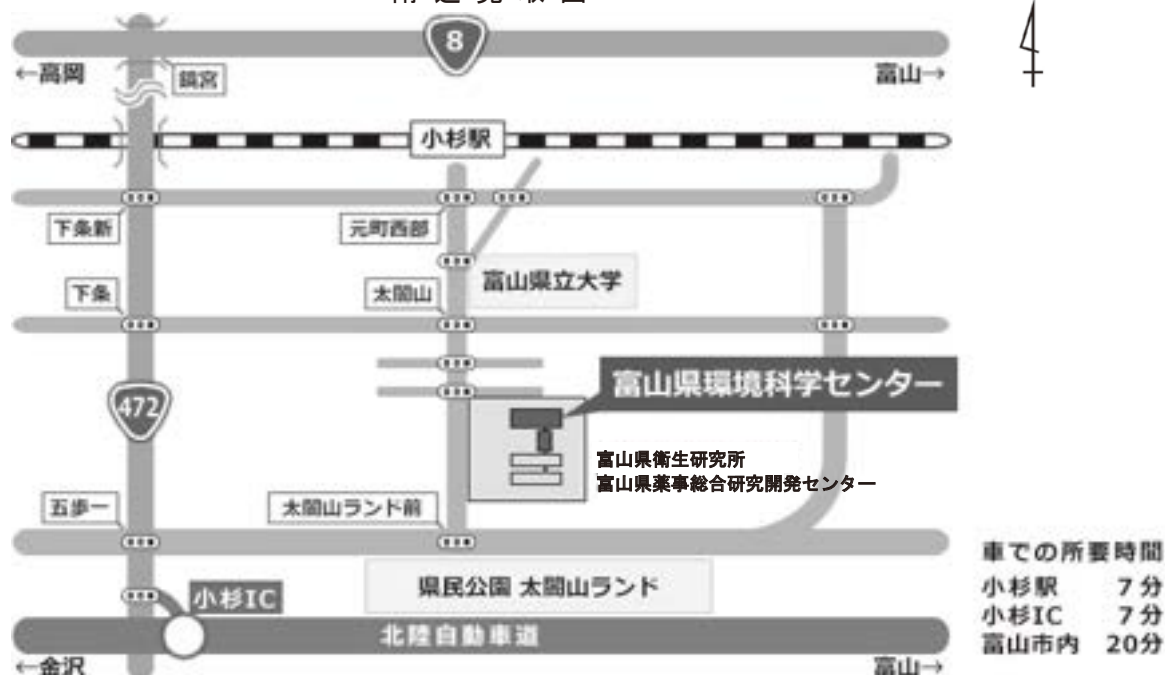 8
←高岡
鏡宮
富山→
小杉駅
下条新
元町西部
富山県立大学
下条
太閤山
472
富山県環境科学センター
富山県衛生研究所
富山県薬事総合研究開発センター
五歩一
太閤山ランド前
県民公園 太閤山ランド
小杉IC
北陸自動車道
←金沢
富山→
車での所要時間
小杉駅 7分
小杉IC 7分
富山市内 20分